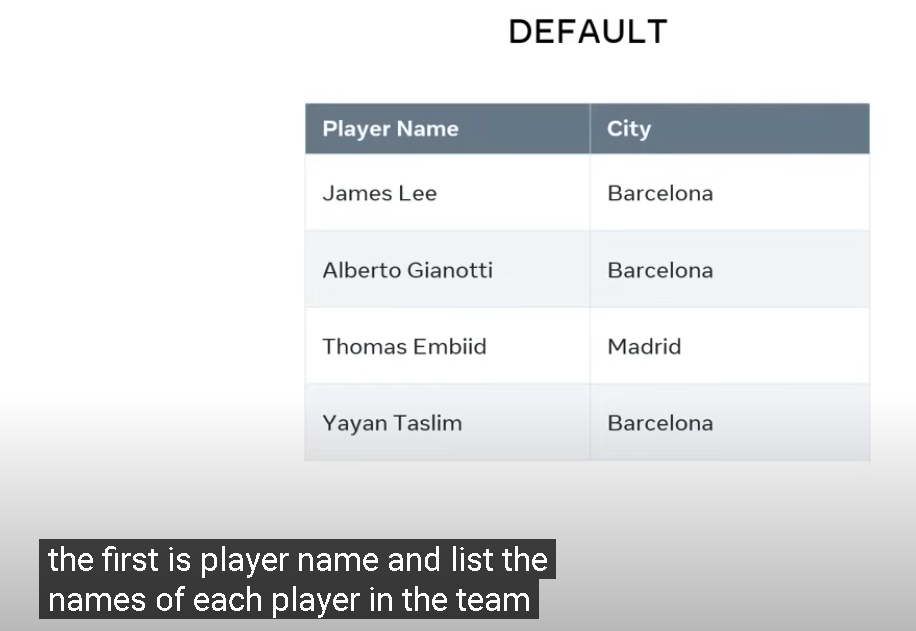 DEFAULT
Player Name City
James Lee Barcelona
Alberto Gianotti Barcelona
Thomas Embiid Madrid
Yayan Taslim Barcelona
the first is player name and list the
names of each player in the team